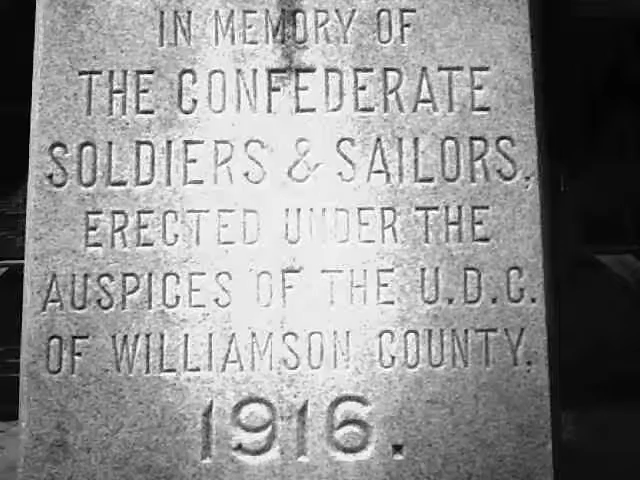 IN MEMORY OF
THE CONFEDERATE
SOLDIERS & SAILORS,
ERECTED UNDER THE
AUSPICES OF THE U.D.C.
OF WILLIAMSON COUNTY.
1916.